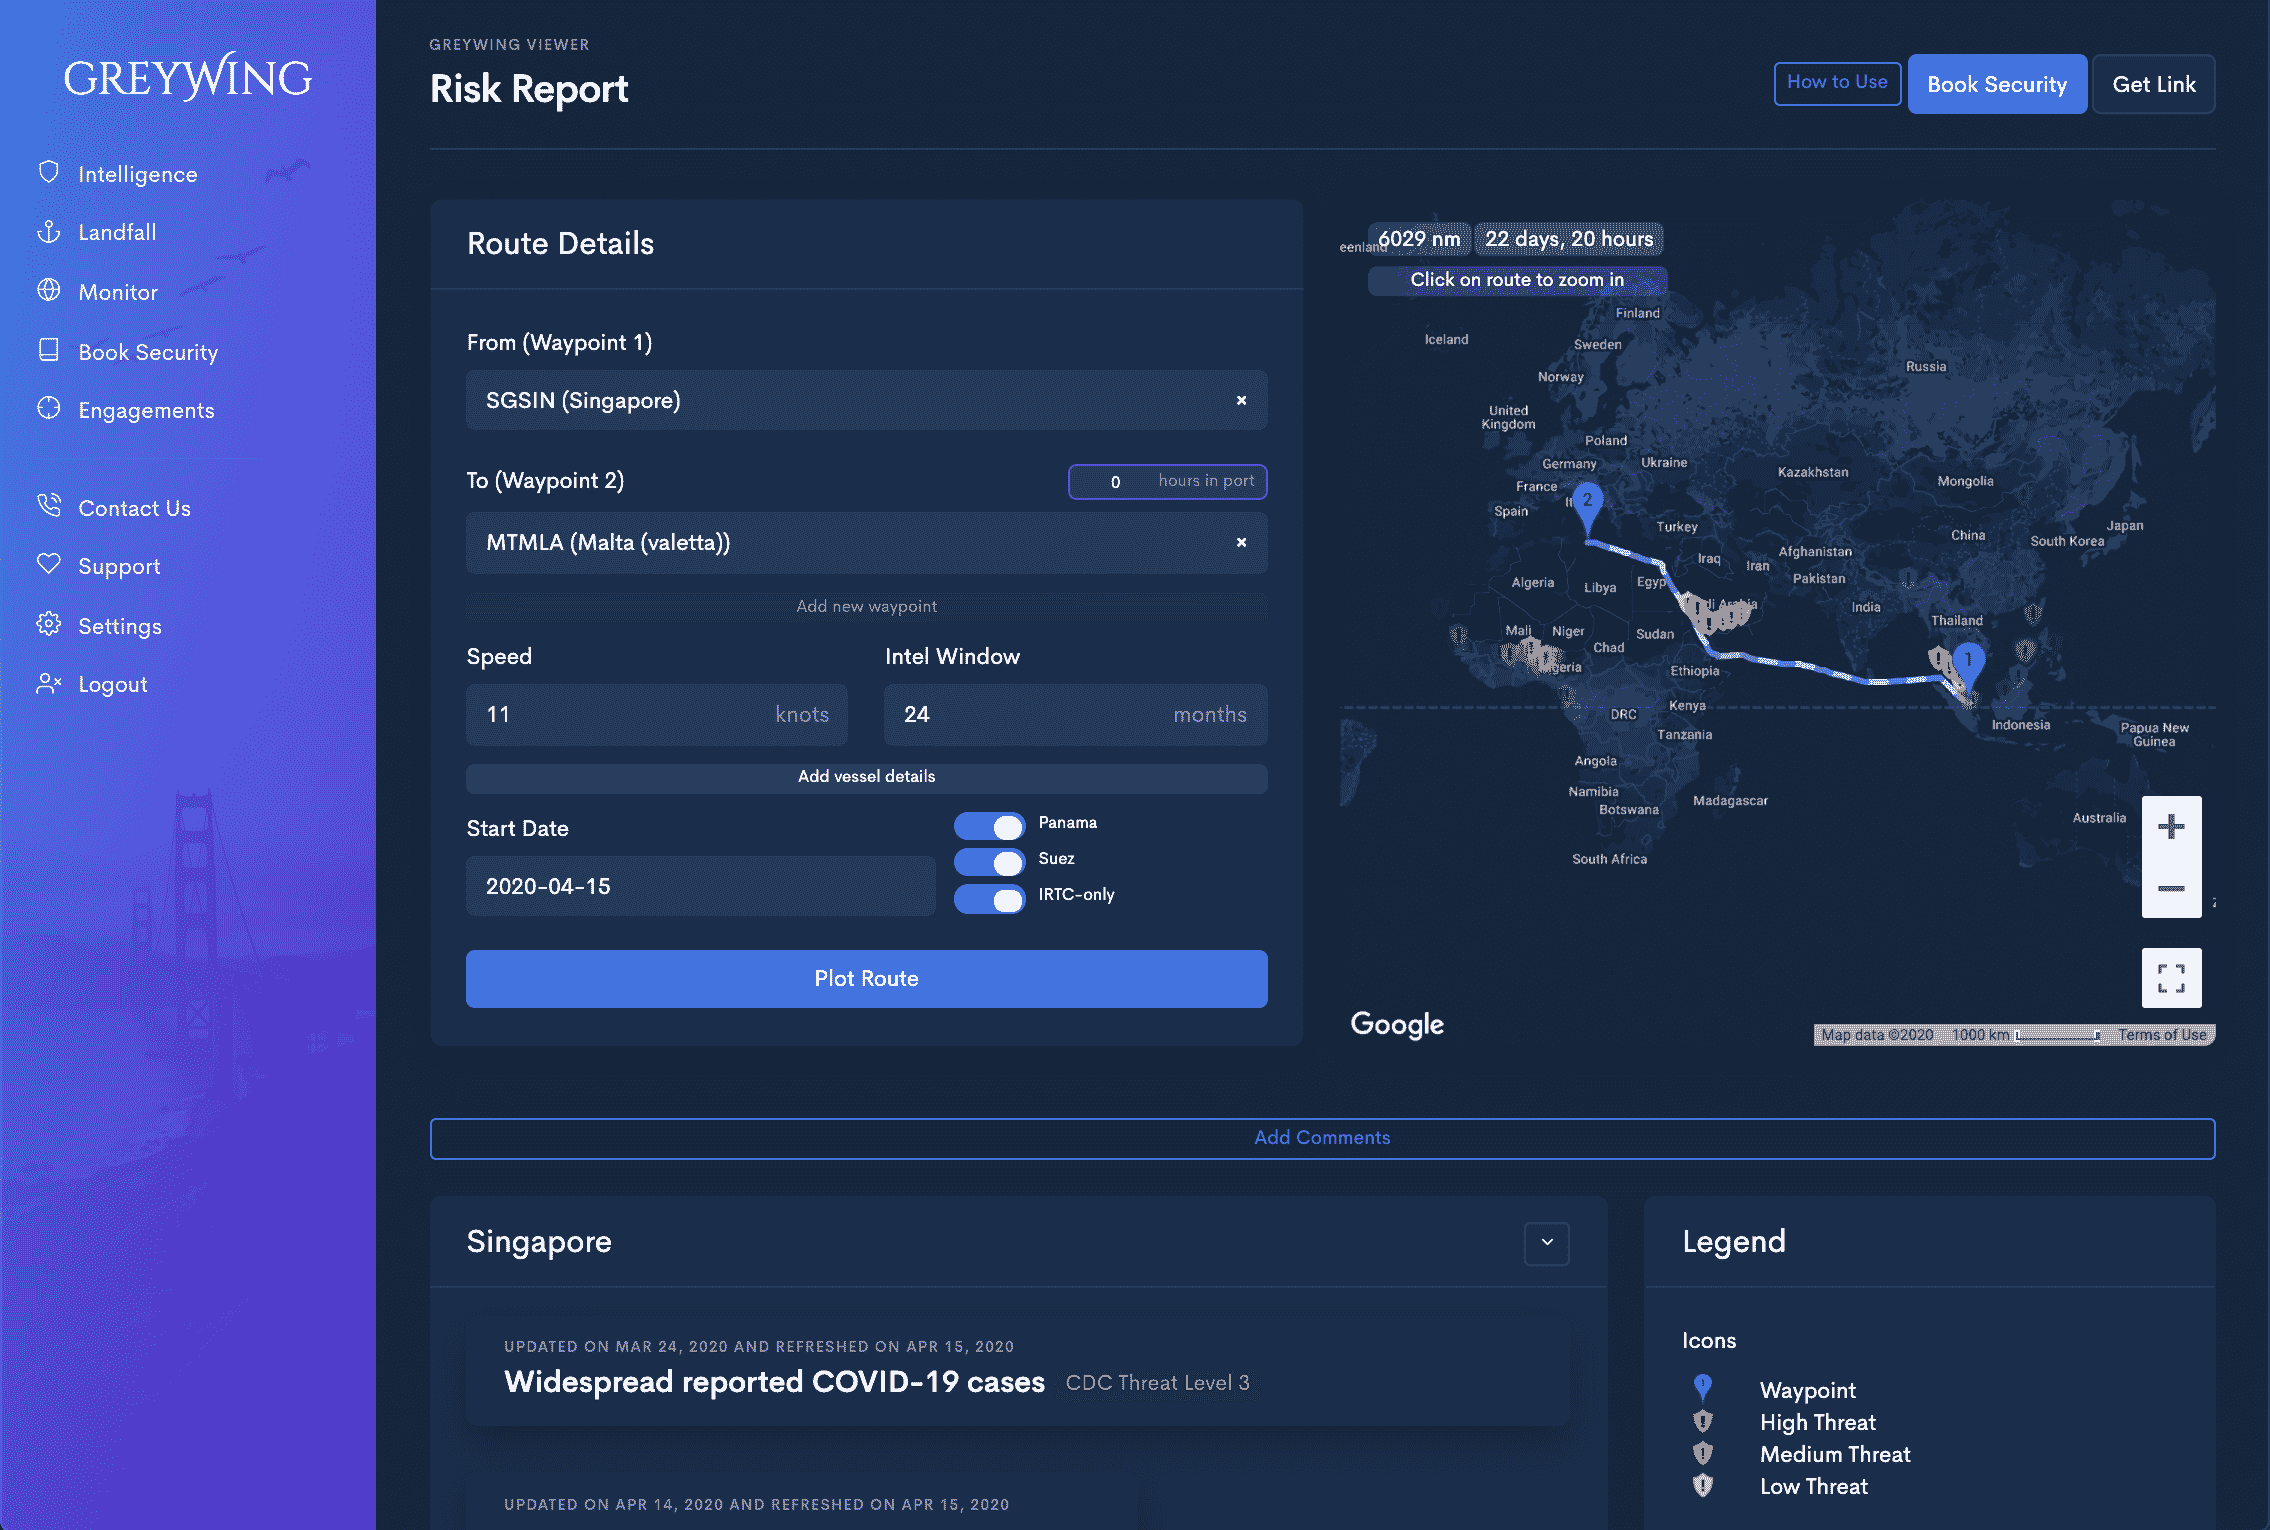 GREYWING
Intelligence
Landfall
Monitor
Book Security
Engagements
Contact Us
Support
Settings
Logout
GREYWING VIEWER
Risk Report
How to Use
Book Security
Get Link
Route Details
From (Waypoint 1)
SGSIN (Singapore)
To (Waypoint 2)
0 hours in port
MTMLA (Malta (valetta))
Add new waypoint
Speed
11 knots
Intel Window
24 months
Add vessel details
Start Date
2020-04-15
Panama
Suez
IRTC-only
Plot Route
eenland
6029 nm
22 days, 20 hours
Click on route to zoom in
Finland
Iceland
Sweden
Russia
Norway
United
Kingdom
Poland
Germany
Ukraine
Kazakhstan
Mongolia
France
It
2
Spain
Turkey
Japan
China
South Korea
Afghanistan
Iraq
Iran
Pakistan
Algeria
Libya
Egyp
di Arabia
India
Thailand
Mali
Niger
Sudan
Chad
1
geria
Ethiopia
Kenya
DRC
Indonesia
Papua New
Guinea
Tanzania
Angola
Namibia
Botswana
Madagascar
Australia
South Africa
Google
Map data ©2020
1000 km
Terms of Use
Add Comments
Singapore
UPDATED ON MAR 24, 2020 AND REFRESHED ON APR 15, 2020
Widespread reported COVID-19 cases CDC Threat Level 3
UPDATED ON APR 14, 2020 AND REFRESHED ON APR 15, 2020
Legend
Icons
Waypoint
High Threat
Medium Threat
Low Threat